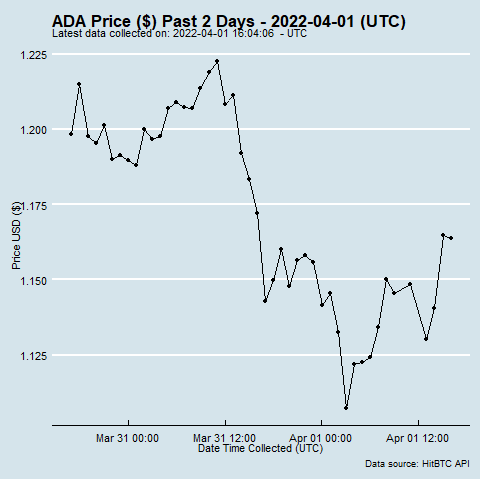 ADA Price ($) Past 2 Days - 2022-04-01 (UTC)
Latest data collected on: 2022-04-01 16:04:06 - UTC
1.225
1.200
1.175
1.150
1.125
Price USD ($)
Mar 31 00:00 Mar 31 12:00 Apr 01 00:00 Apr 01 12:00
Date Time Collected (UTC)
Data source: HitBTC API